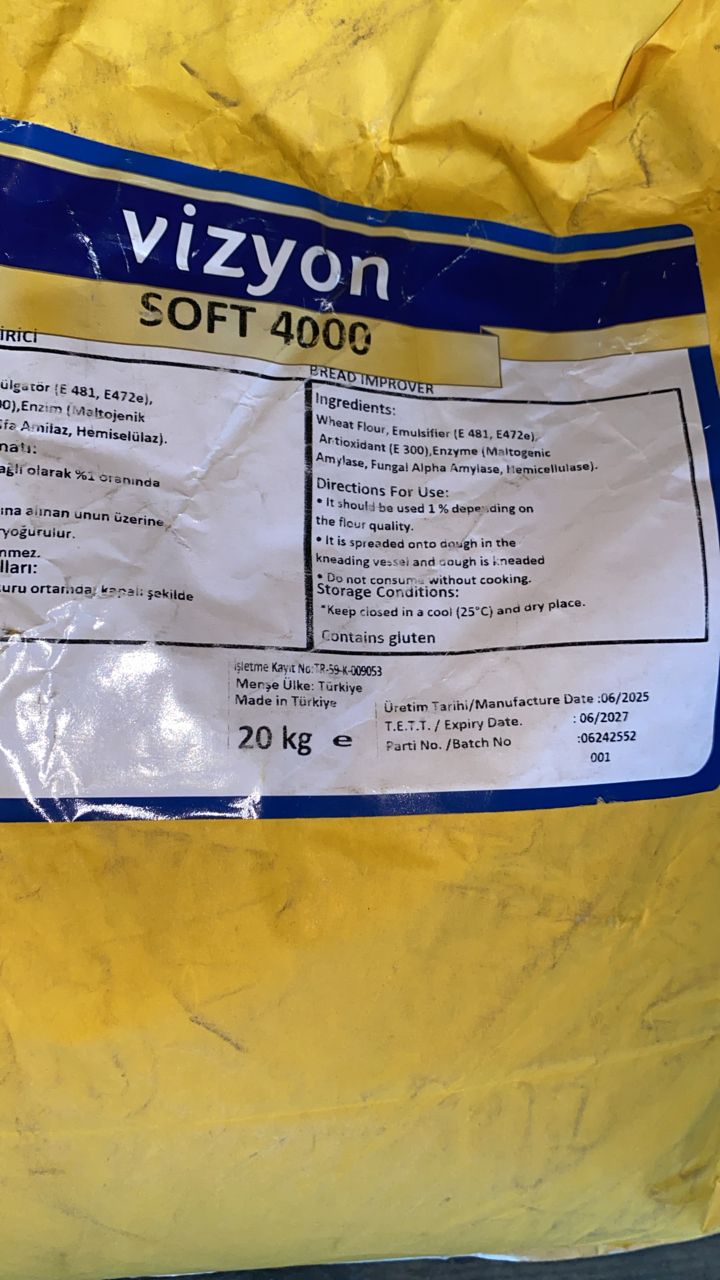 vizyon
SOFT 4000
İRİCİ
ülgatör (E 481, E472e),
00),Enzim (Maltojenik
lfa Amilaz, Hemiselülaz).
matı:
ağlı olarak %1 oranında
ına alınan unun üzerine
yoğurulur.
nmez.
lları:
uru ortamda, kapalı şekilde
BREAD IMPROVER
Ingredients:
Wheat Flour, Emulsifier (E 481, E472e),
Antioxidant (E 300),Enzyme (Maltogenic
Amylase, Fungal Alpha Amylase, Hemicellulase).
Directions For Use:
• It should be used 1 % depending on
the flour quality.
• It is spreaded onto dough in the
kneading vessel and dough is kneaded
• Do not consume without cooking.
Storage Conditions:
*Keep closed in a cool (25°C) and dry place.
Contains gluten
İşletme Kayıt No:TR-59-K-009053
Menşe Ülke: Türkiye
Made in Türkiye
20 kg e
Üretim Tarihi/Manufacture Date :06/2025
T.E.T.T. / Expiry Date. : 06/2027
Parti No. /Batch No :06242552
001